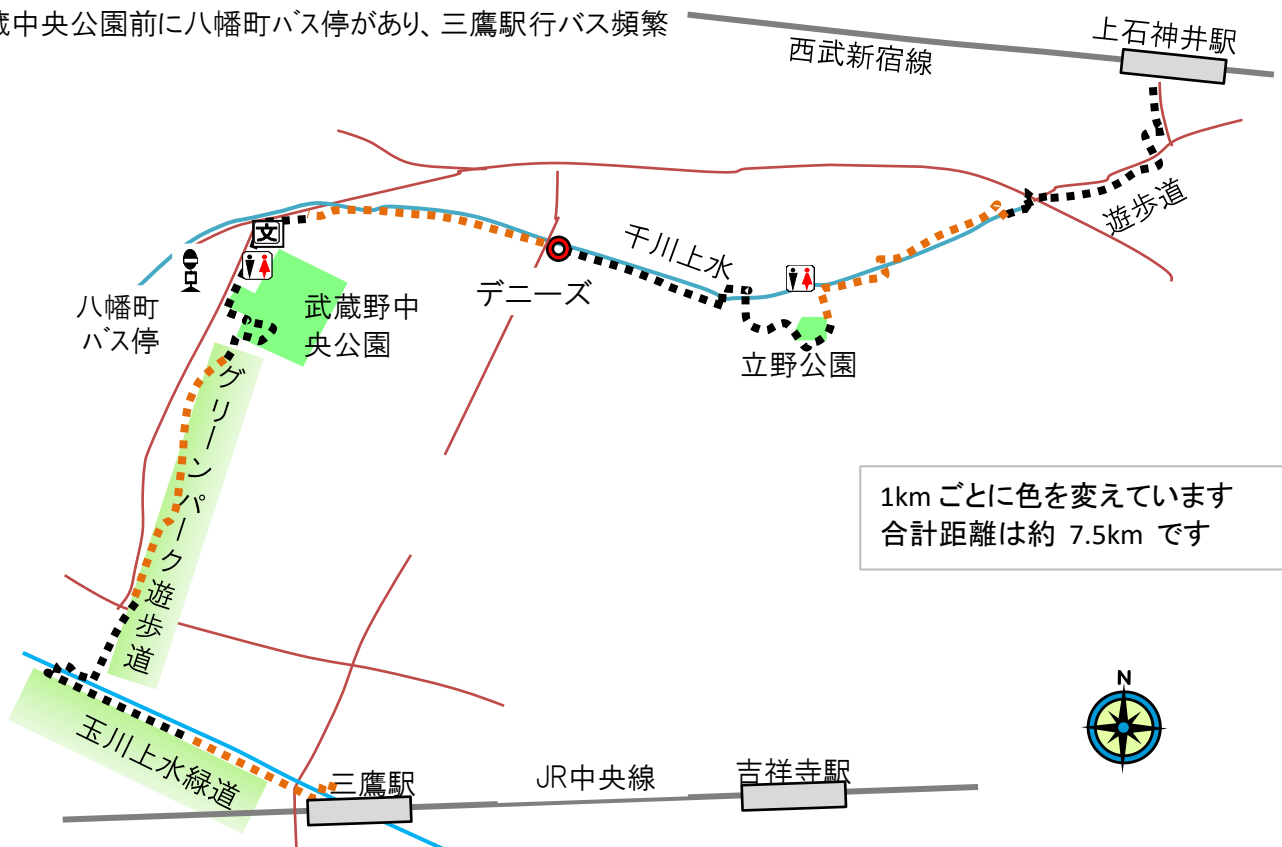 蔵中央公園前に八幡町バス停があり、三鷹駅行バス頻繁
上石神井駅
西武新宿線
遊歩道
千川上水
文
デニーズ
八幡町
バス停
武蔵野中
央公園
立野公園
グリーンパーク遊歩道
1km ごとに色を変えています
合計距離は約 7.5km です
N
玉川上水緑道
三鷹駅
JR中央線
吉祥寺駅